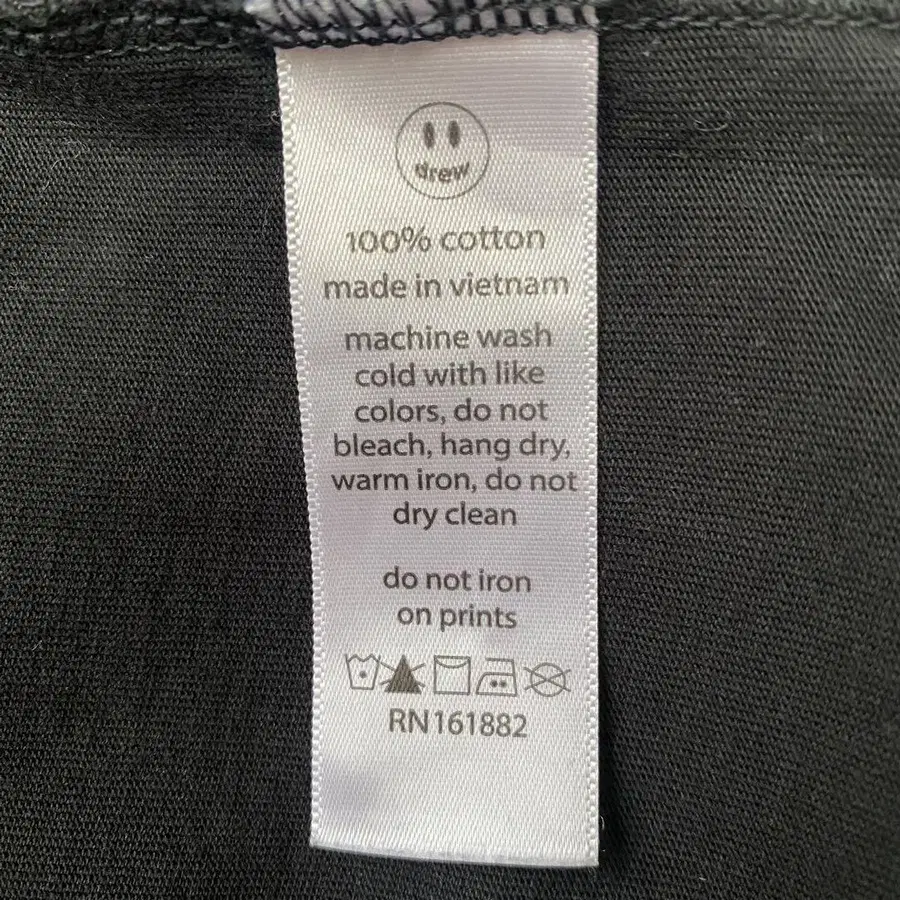 drew
100% cotton
made in vietnam
machine wash
cold with like
colors, do not
bleach, hang dry,
warm iron, do not
dry clean
do not iron
on prints
RN161882